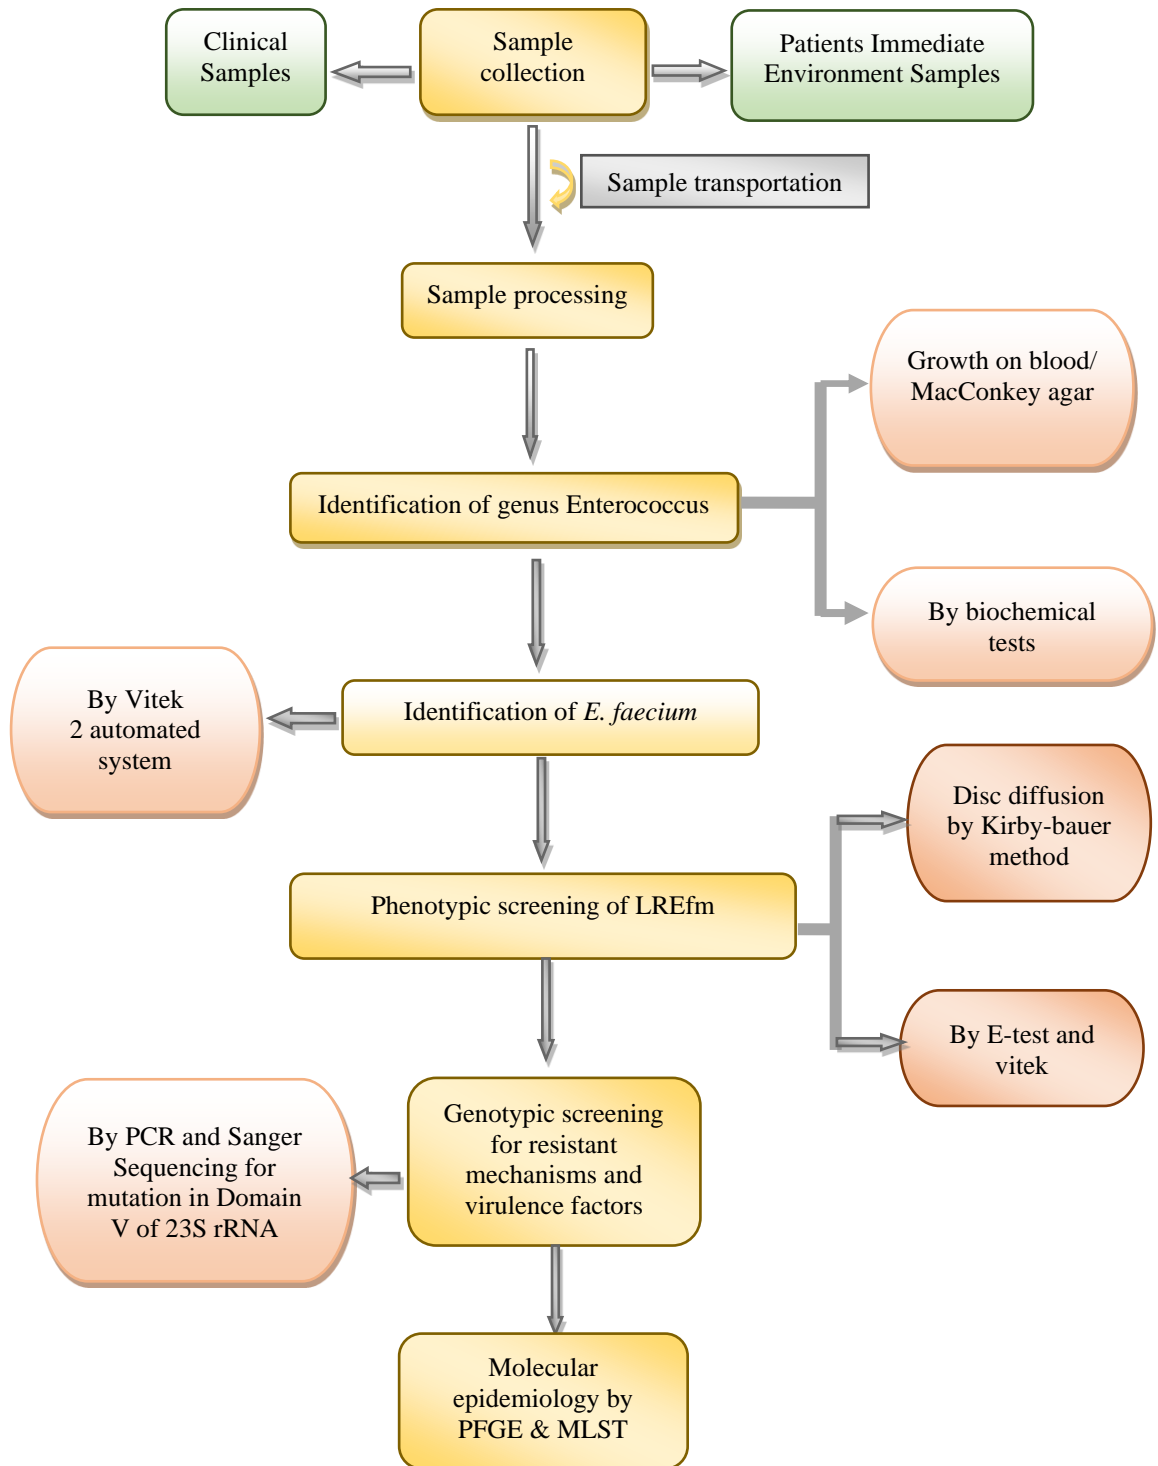 Clinical
Samples
Sample
collection
Patients Immediate
Environment Samples
Sample transportation
Sample processing
Growth on blood/
MacConkey agar
Identification of genus Enterococcus
By biochemical
tests
By Vitek
2 automated
system
Identification of E. faecium
Disc diffusion
by Kirby-bauer
method
Phenotypic screening of LREfm
By E-test and
vitek
By PCR and Sanger
Sequencing for
mutation in Domain
V of 23S rRNA
Genotypic screening
for resistant
mechanisms and
virulence factors
Molecular
epidemiology by
PFGE & MLST